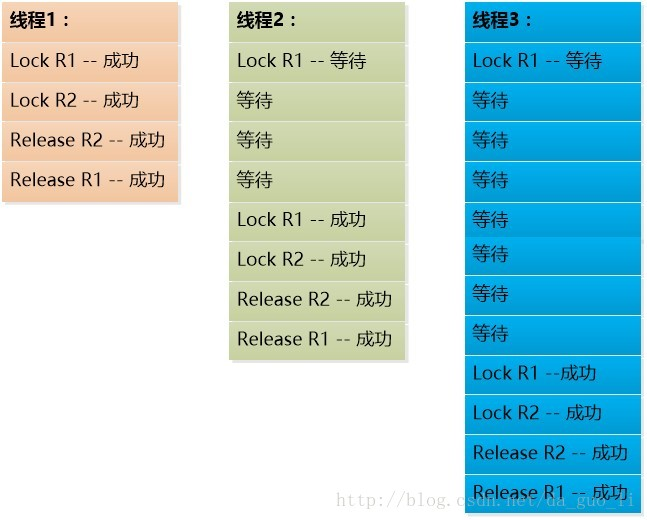 线程1：
Lock R1 -- 成功
Lock R2 -- 成功
Release R2 -- 成功
Release R1 -- 成功
线程2：
Lock R1 -- 等待
等待
等待
等待
Lock R1 -- 成功
Lock R2 -- 成功
Release R2 -- 成功
Release R1 -- 成功
线程3：
Lock R1 -- 等待
等待
等待
等待
等待
等待
等待
等待
Lock R1 --成功
Lock R2 -- 成功
Release R2 -- 成功
Release R1 -- 成功
http://blog.csdn.net/da_guo_li